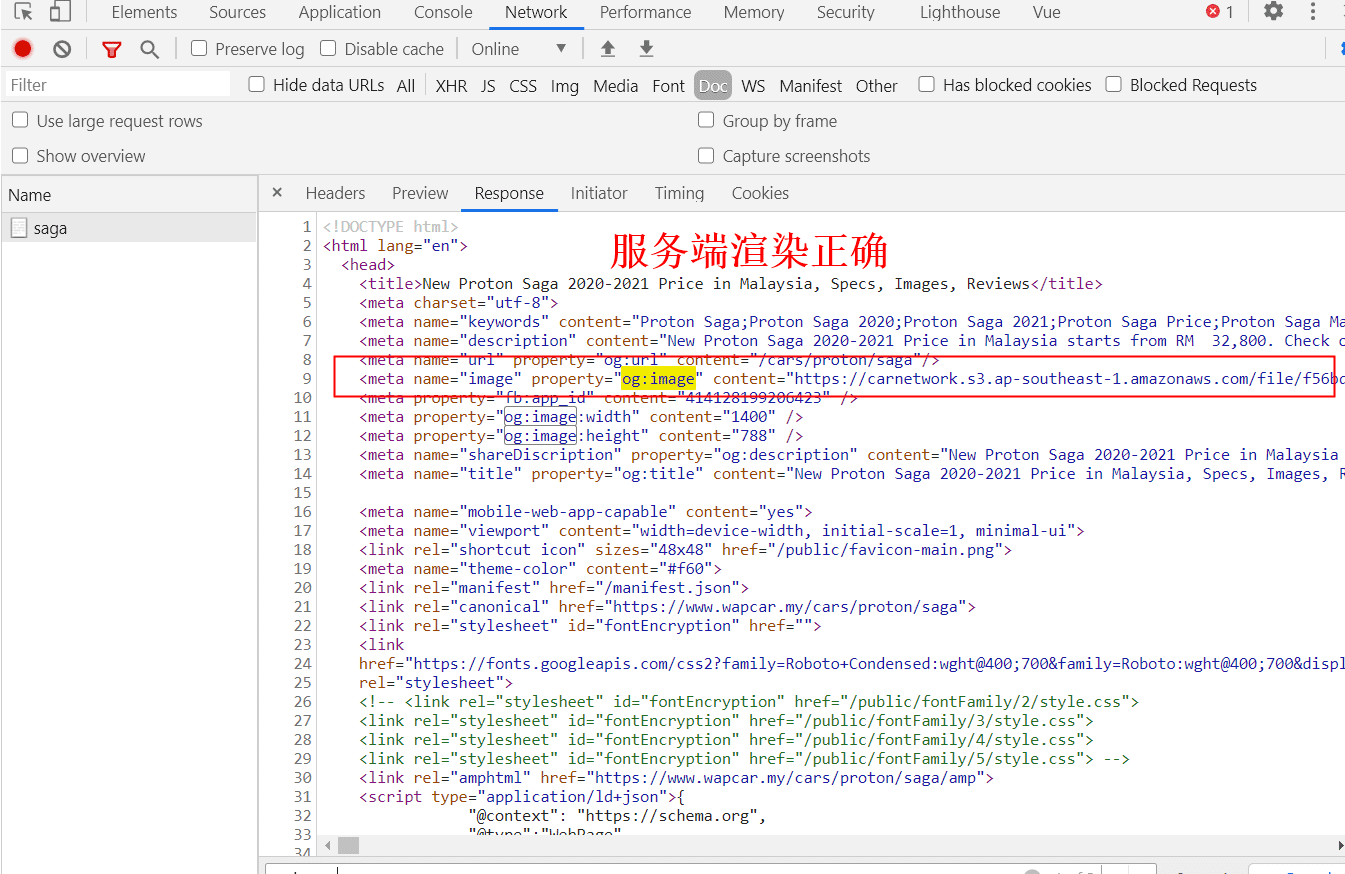 Elements Sources Application Console Network Performance Memory Security Lighthouse Vue 1
Preserve log Disable cache Online
Filter Hide data URLs All XHR JS CSS Img Media Font Doc WS Manifest Other Has blocked cookies Blocked Requests
Use large request rows Group by frame
Show overview Capture screenshots
Name × Headers Preview Response Initiator Timing Cookies
saga
服务端渲染正确
1 <!DOCTYPE html>
2 <html lang="en">
3 <head>
4 <title>New Proton Saga 2020-2021 Price in Malaysia, Specs, Images, Reviews</title>
5 <meta charset="utf-8">
6 <meta name="keywords" content="Proton Saga;Proton Saga 2020;Proton Saga 2021;Proton Saga Price;Proton Saga Ma
7 <meta name="description" content="New Proton Saga 2020-2021 Price in Malaysia starts from RM 32,800. Check o
8 <meta name="url" property="og:url" content="/cars/proton/saga"/>
9 <meta name="image" property="og:image" content="https://carnetwork.s3.ap-southeast-1.amazonaws.com/file/f56bd
10 <meta property="fb:app_id" content="414128199206423" />
11 <meta property="og:image:width" content="1400" />
12 <meta property="og:image:height" content="788" />
13 <meta name="shareDiscription" property="og:description" content="New Proton Saga 2020-2021 Price in Malaysia
14 <meta name="title" property="og:title" content="New Proton Saga 2020-2021 Price in Malaysia, Specs, Images, R
15
16 <meta name="mobile-web-app-capable" content="yes">
17 <meta name="viewport" content="width=device-width, initial-scale=1, minimal-ui">
18 <link rel="shortcut icon" sizes="48x48" href="/public/favicon-main.png">
19 <meta name="theme-color" content="#f60">
20 <link rel="manifest" href="/manifest.json">
21 <link rel="canonical" href="https://www.wapcar.my/cars/proton/saga">
22 <link rel="stylesheet" id="fontEncryption" href="">
23 <link
24 href="https://fonts.googleapis.com/css2?family=Roboto+Condensed:wght@400;700&family=Roboto:wght@400;700&displ
25 rel="stylesheet">
26 <!-- <link rel="stylesheet" id="fontEncryption" href="/public/fontFamily/2/style.css">
27 <link rel="stylesheet" id="fontEncryption" href="/public/fontFamily/3/style.css">
28 <link rel="stylesheet" id="fontEncryption" href="/public/fontFamily/4/style.css">
29 <link rel="stylesheet" id="fontEncryption" href="/public/fontFamily/5/style.css"> -->
30 <link rel="amphtml" href="https://www.wapcar.my/cars/proton/saga/amp">
31 <script type="application/ld+json">{
32 "@context": "https://schema.org",
33 "@type":"WebPage"
34